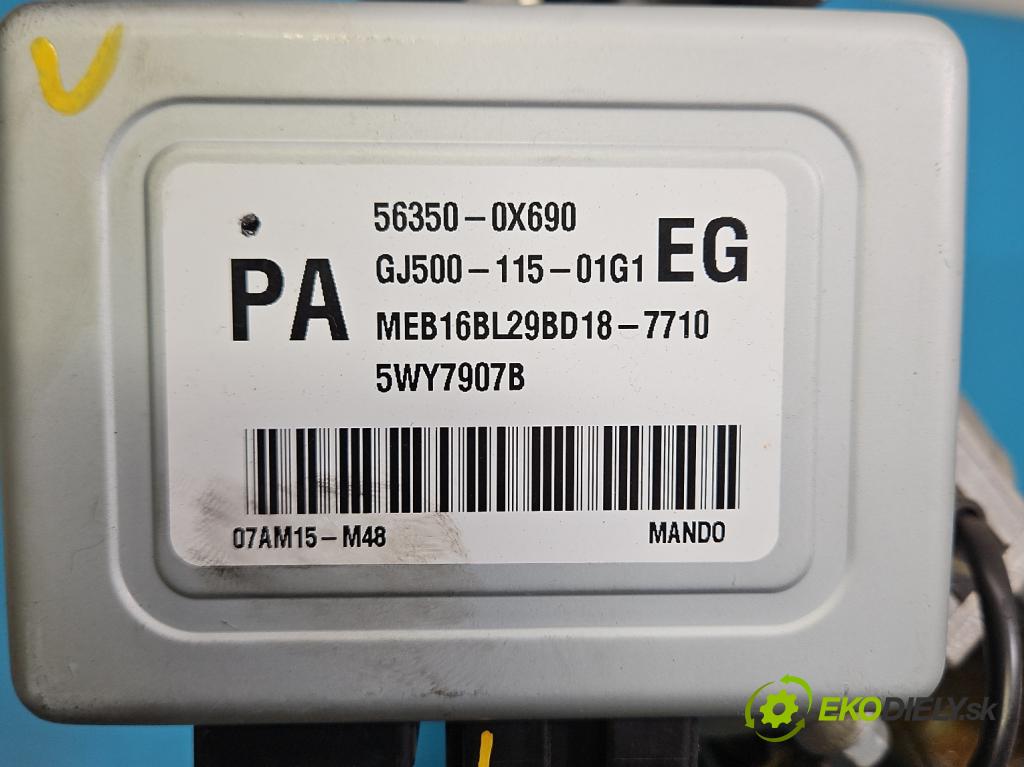 56350-0X690
PA
GJ500-115-01G1
EG
MEB16BL29BD18-7710
5WY7907B
07AM15-M48
MANDO
EKODIELY.sk